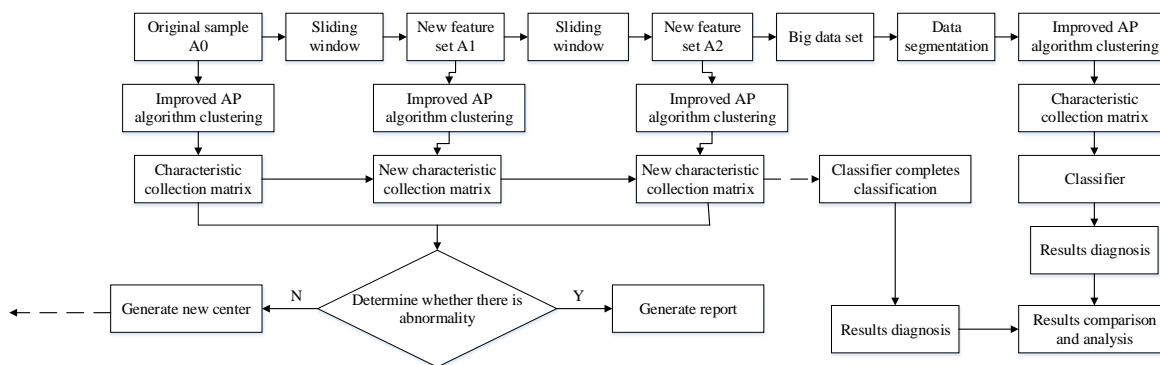 Original sample
A0
Sliding
window
New feature
set A1
Sliding
window
New feature
set A2
Big data set
Data
segmentation
Improved AP
algorithm clustering
Improved AP
algorithm clustering
Improved AP
algorithm clustering
Improved AP
algorithm clustering
Characteristic
collection matrix
Characteristic
collection matrix
New characteristic
collection matrix
New characteristic
collection matrix
Classifier completes
classification
Classifier
Results diagnosis
Generate new center
N
Determine whether there is
abnormality
Y
Generate report
Results diagnosis
Results comparison
and analysis